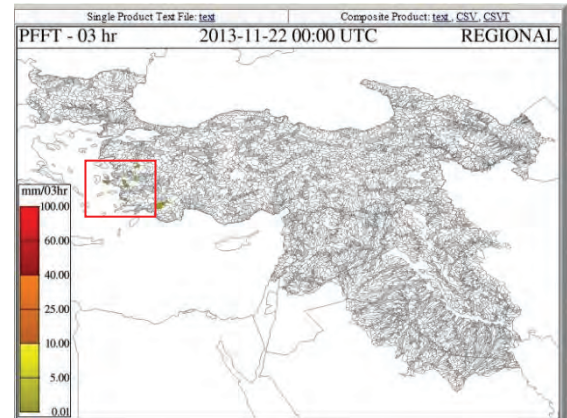 Single Product Text File: text
Composite Product: text , CSV , CSVT
PFFT - 03 hr 2013-11-22 00:00 UTC REGIONAL
mm/03hr
100.00
60.00
40.00
25.00
10.00
5.00
0.01